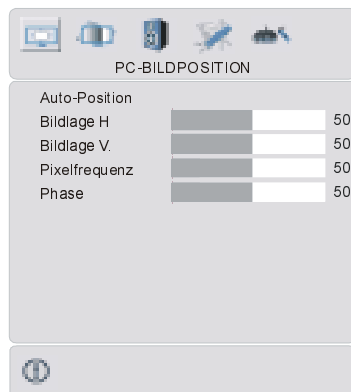 PC-BILDPOSITION
Auto-Position
Bildlage H 50
Bildlage V. 50
Pixelfrequenz 50
Phase 50